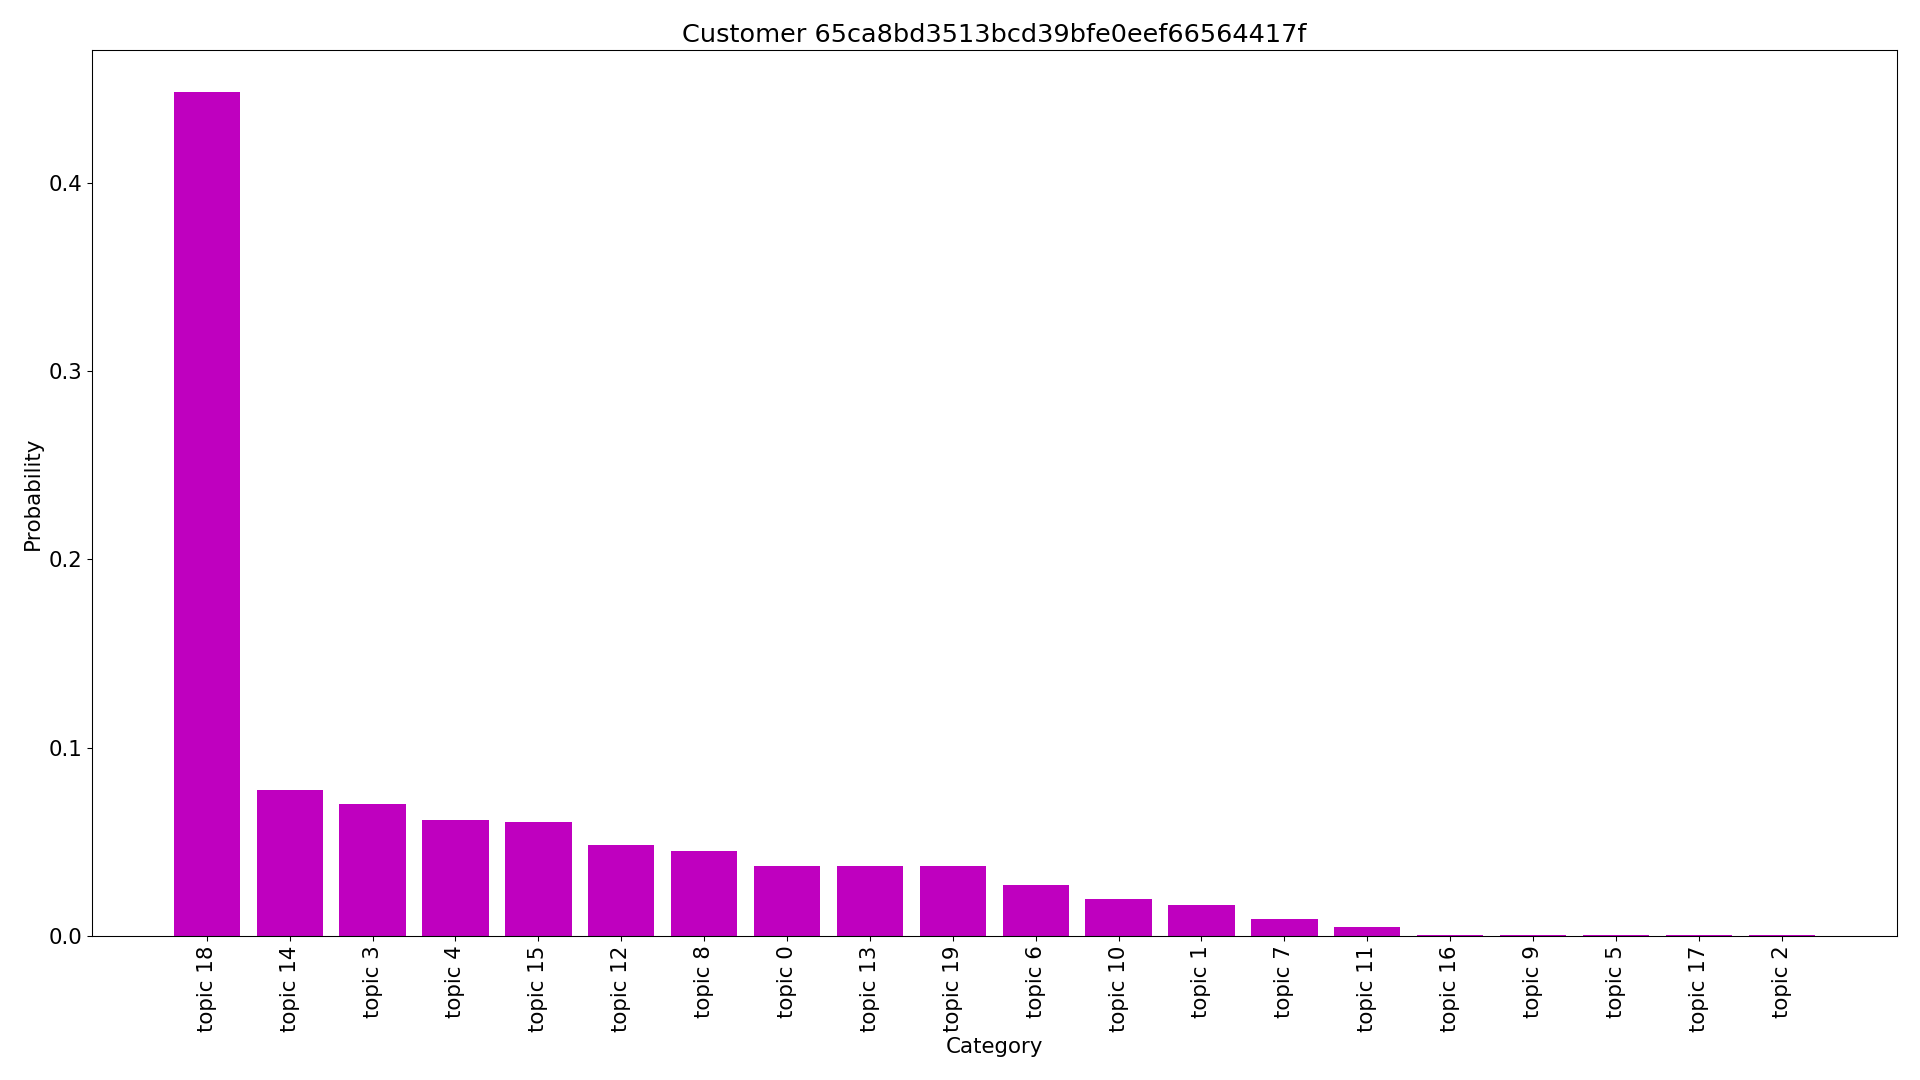 Customer 65ca8bd3513bcd39bfe0eef66564417f
Probability
0.4
0.3
0.2
0.1
0.0
topic 18
topic 14
topic 3
topic 4
topic 15
topic 12
topic 8
topic 0
topic 13
topic 19
topic 6
topic 10
topic 1
topic 7
topic 11
topic 16
topic 9
topic 5
topic 17
topic 2
Category